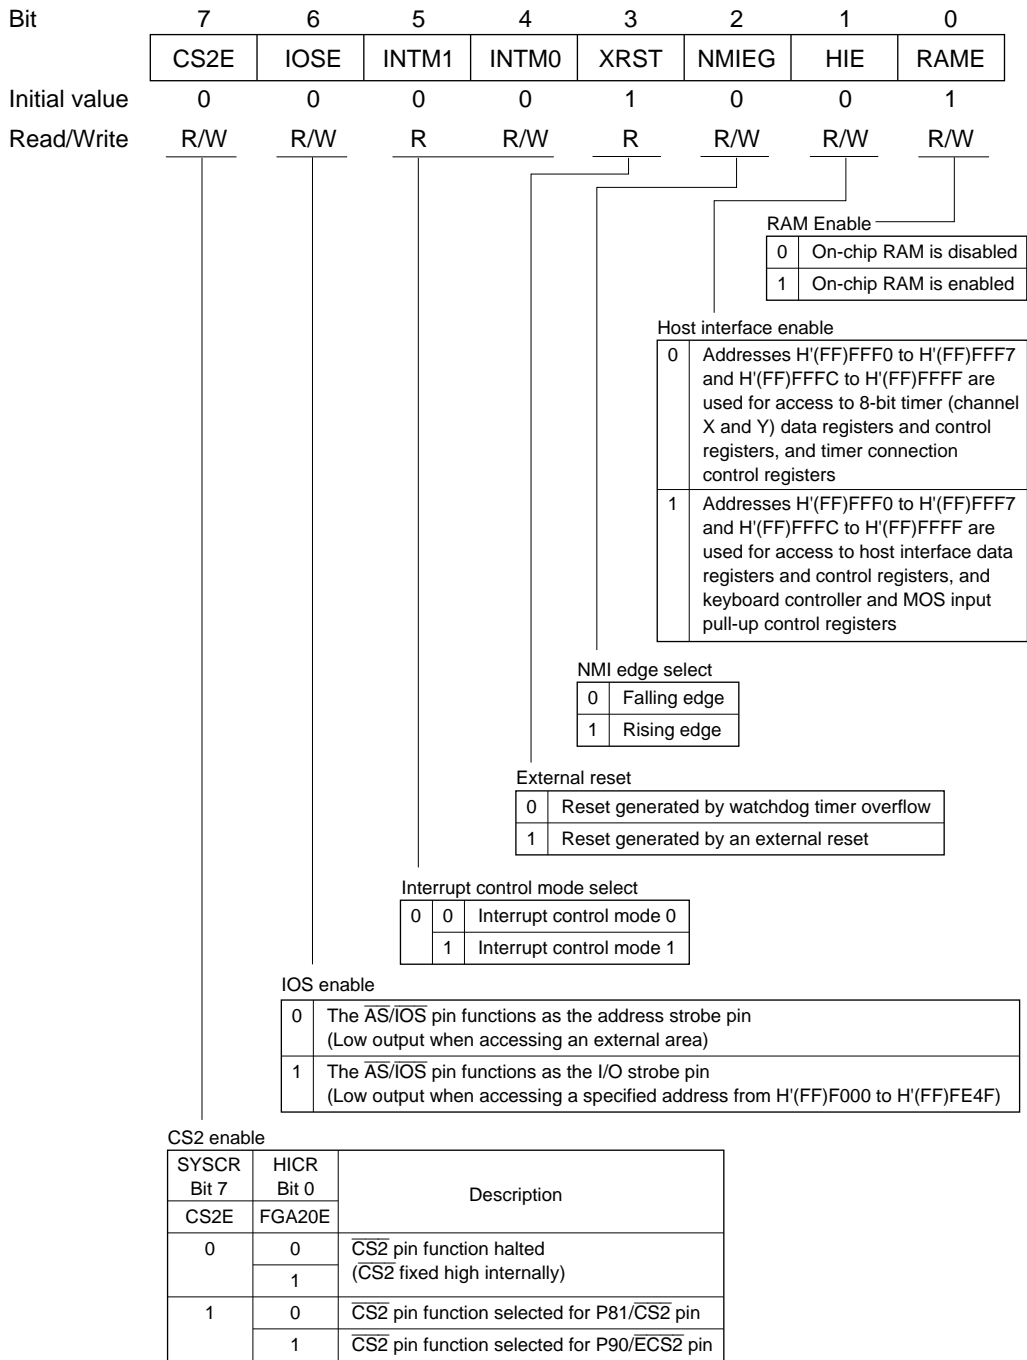 Bit 7 6 5 4 3 2 1 0
CS2E IOSE INTM1 INTM0 XRST NMIEG HIE RAME
Initial value 0 0 0 0 1 0 0 1
Read/Write R/W R/W R R/W R R/W R/W R/W
RAM Enable
0 On-chip RAM is disabled
1 On-chip RAM is enabled
Host interface enable
0 Addresses H'(FF)FFF0 to H'(FF)FFF7
and H'(FF)FFFC to H'(FF)FFFF are
used for access to 8-bit timer (channel
X and Y) data registers and control
registers, and timer connection
control registers
1 Addresses H'(FF)FFF0 to H'(FF)FFF7
and H'(FF)FFFC to H'(FF)FFFF are
used for access to host interface data
registers and control registers, and
keyboard controller and MOS input
pull-up control registers
NMI edge select
0 Falling edge
1 Rising edge
External reset
0 Reset generated by watchdog timer overflow
1 Reset generated by an external reset
Interrupt control mode select
0 0 Interrupt control mode 0
1 Interrupt control mode 1
IOS enable
0 The A̅S̅/I̅O̅S̅ pin functions as the address strobe pin
(Low output when accessing an external area)
1 The A̅S̅/I̅O̅S̅ pin functions as the I/O strobe pin
(Low output when accessing a specified address from H'(FF)F000 to H'(FF)FE4F)
CS2 enable
SYSCR HICR
Bit 7 Bit 0 Description
CS2E FGA20E
0 0 C̅S̅2̅ pin function halted
1 (C̅S̅2̅ fixed high internally)
1 0 C̅S̅2̅ pin function selected for P81/C̅S̅2̅ pin
1 C̅S̅2̅ pin function selected for P90/E̅C̅S̅2̅ pin